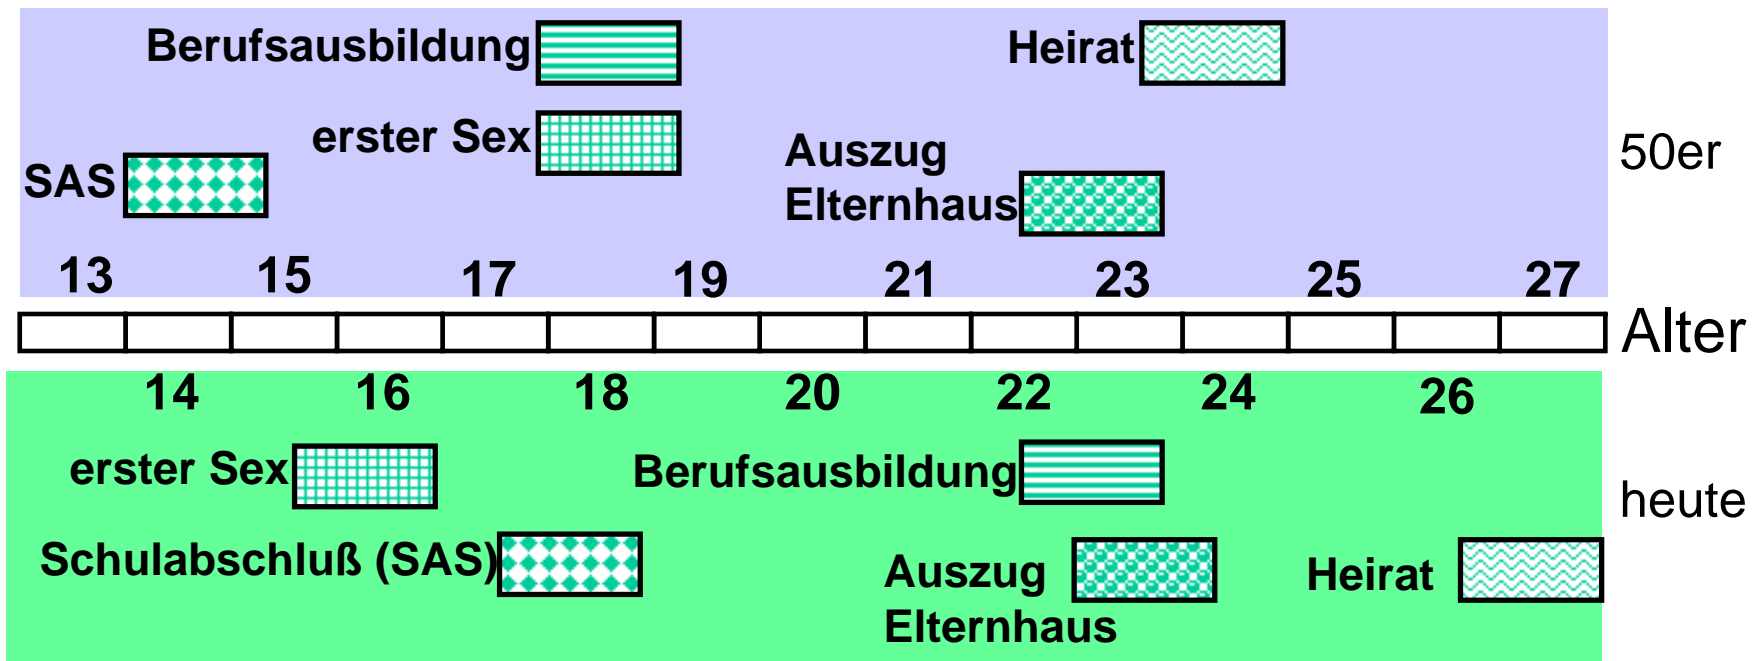 Berufsausbildung
Heirat
erster Sex
Auszug
Elternhaus
SAS
50er
13 15 17 19 21 23 25 27
Alter
14 16 18 20 22 24 26
erster Sex
Berufsausbildung
heute
Schulabschluß (SAS)
Auszug
Elternhaus
Heirat